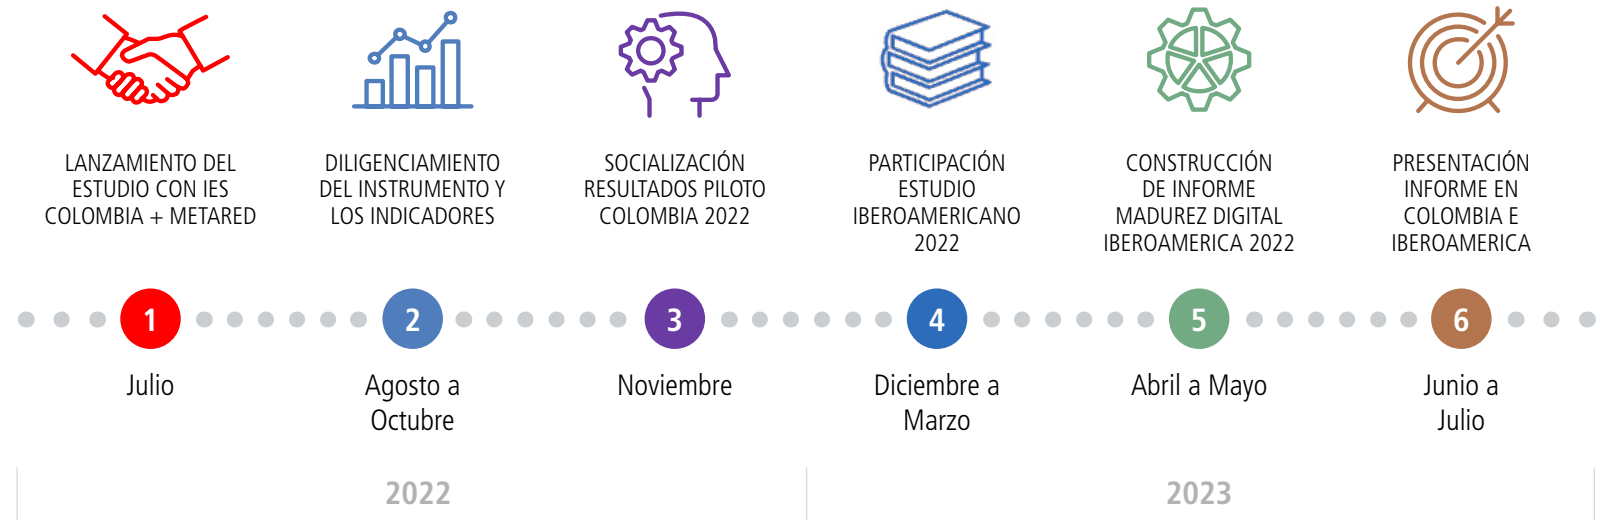 LANZAMIENTO DEL
ESTUDIO CON IES
COLOMBIA + METARED
DILIGENCIAMIENTO
DEL INSTRUMENTO Y
LOS INDICADORES
SOCIALIZACIÓN
RESULTADOS PILOTO
COLOMBIA 2022
PARTICIPACIÓN
ESTUDIO
IBEROAMERICANO
2022
CONSTRUCCIÓN
DE INFORME
MADUREZ DIGITAL
IBEROAMERICA 2022
PRESENTACIÓN
INFORME EN
COLOMBIA E
IBEROAMERICA
1
2
3
4
5
6
Julio
Agosto a
Octubre
Noviembre
Diciembre a
Marzo
Abril a Mayo
Junio a
Julio
2022
2023